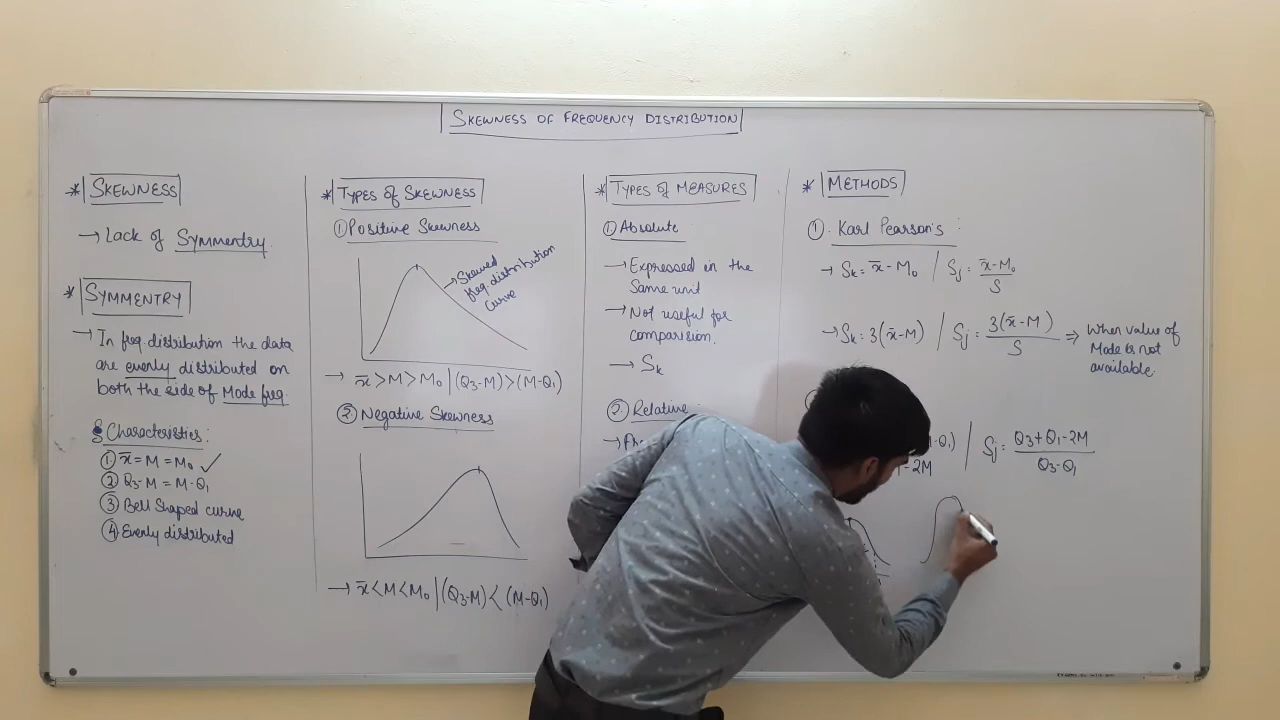 SKEWNESS OF FREQUENCY DISTRIBUTION
* SKEWNESS
→ Lack of Symmentry.
* SYMMENTRY
→ In freq. distribution the data
are evenly distributed on
both the side of Mode freq.
Characteristics:
① x̄ = M = M₀ ✓
② Q₃-M = M-Q₁
③ Bell Shaped curve
④ Evenly distributed
* TYPES OF SKEWNESS
① Positive Skewness
→ Skewed
freq. distribution
Curve
→ x̄ > M > M₀ | (Q₃-M) > (M-Q₁)
② Negative Skewness
→ x̄ < M < M₀ | (Q₃-M) < (M-Q₁)
* TYPES OF MEASURES
① Absolute
→ Expressed in the
Same unit
→ Not useful for
comparision.
→ Sk
② Relative:
* METHODS
① Karl Pearson's:
→ Sk = x̄ - M₀ / Sj = x̄-M₀/S
→ Sk = 3(x̄-M) / Sj = 3(x̄-M)/S ⇒ When value of
Mode is not
available.
-2M / Sj = Q₃+Q₁-2M/Q₃-Q₁